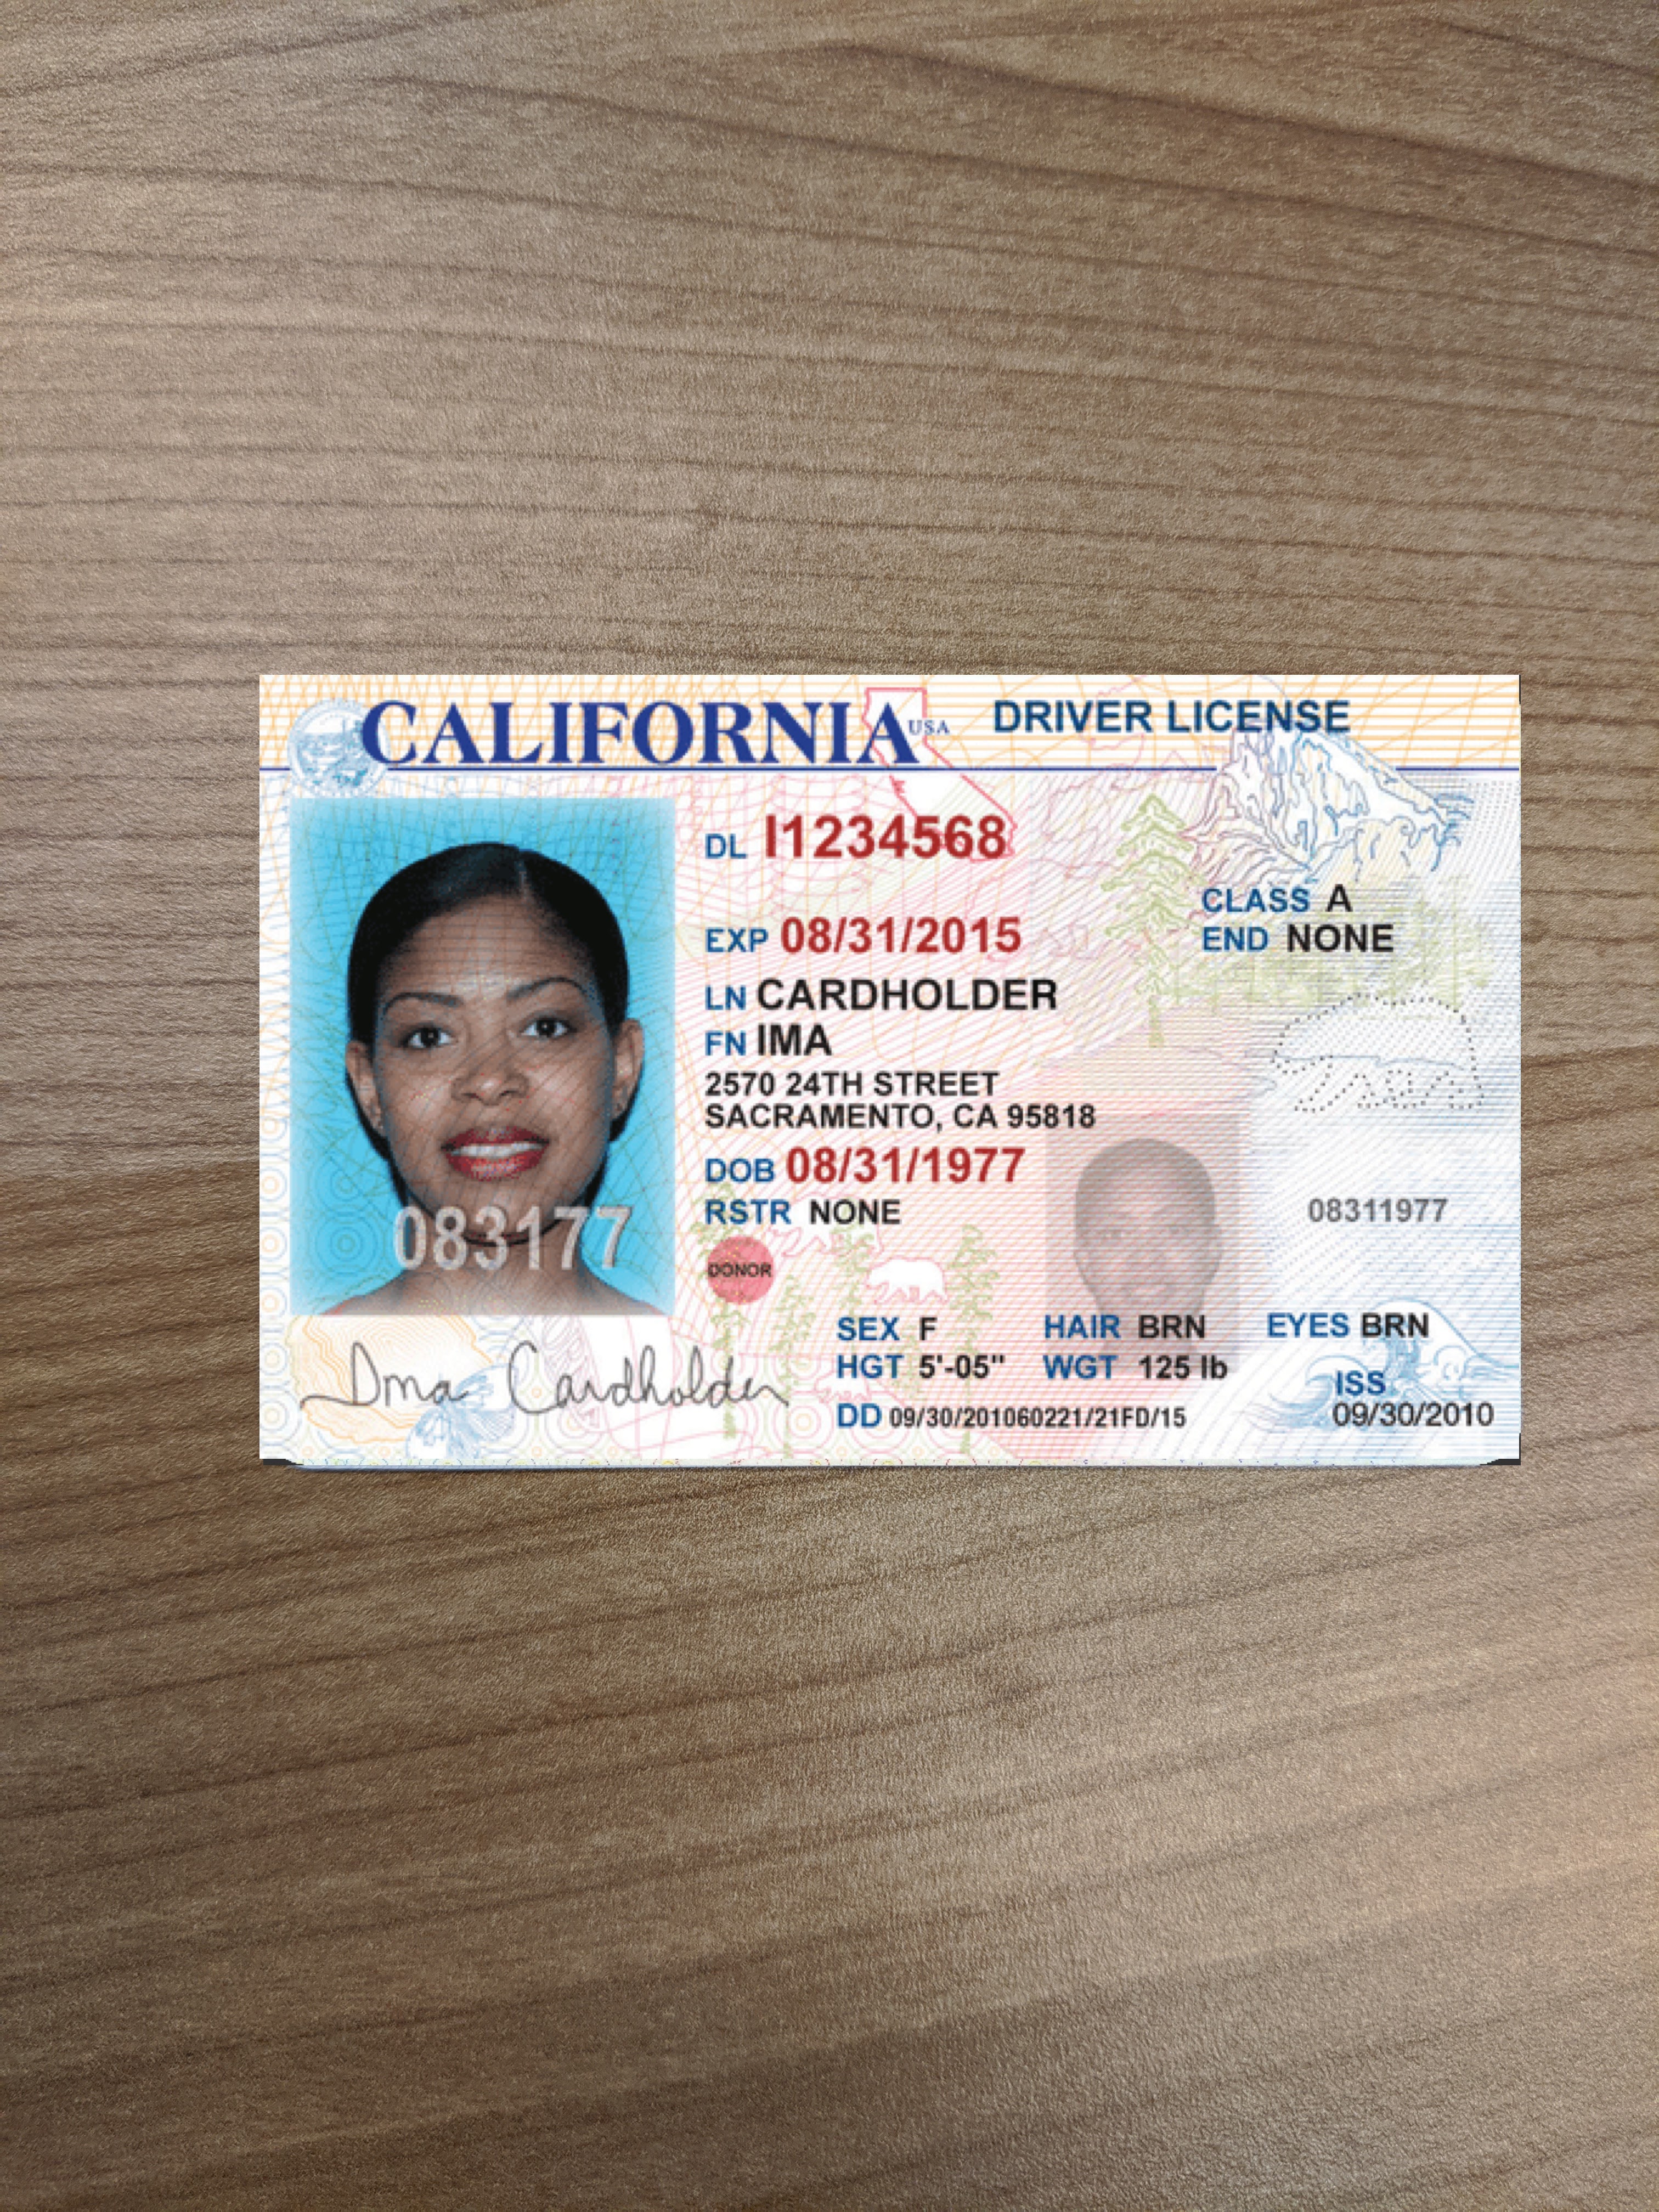 CALIFORNIA USA DRIVER LICENSE
DL I1234568
EXP 08/31/2015
CLASS A
END NONE
LN CARDHOLDER
FN IMA
2570 24TH STREET
SACRAMENTO, CA 95818
DOB 08/31/1977
RSTR NONE
08311977
083177
DONOR
SEX F HAIR BRN EYES BRN
HGT 5'-05" WGT 125 lb
ISS
09/30/2010
DD 09/30/201060221/21FD/15
Ima Cardholder